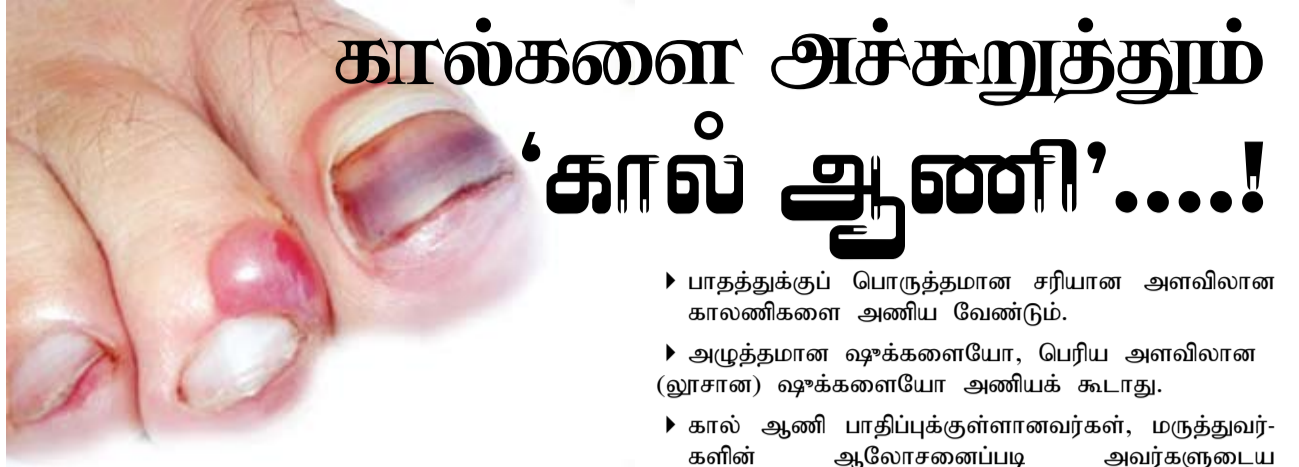 கால்களை அச்சுறுத்தும்
‘கால் ஆணி’....!
பாதத்துக்குப் பொருத்தமான சரியான அளவிலான
காலணிகளை அணிய வேண்டும்.
அழுத்தமான ஷுக்களையோ, பெரிய அளவிலான
(லூசான) ஷுக்களையோ அணியக் கூடாது.
கால் ஆணி பாதிப்புக்குள்ளானவர்கள், மருத்துவர்-
களின் ஆலோசனைப்படி அவர்களுடைய